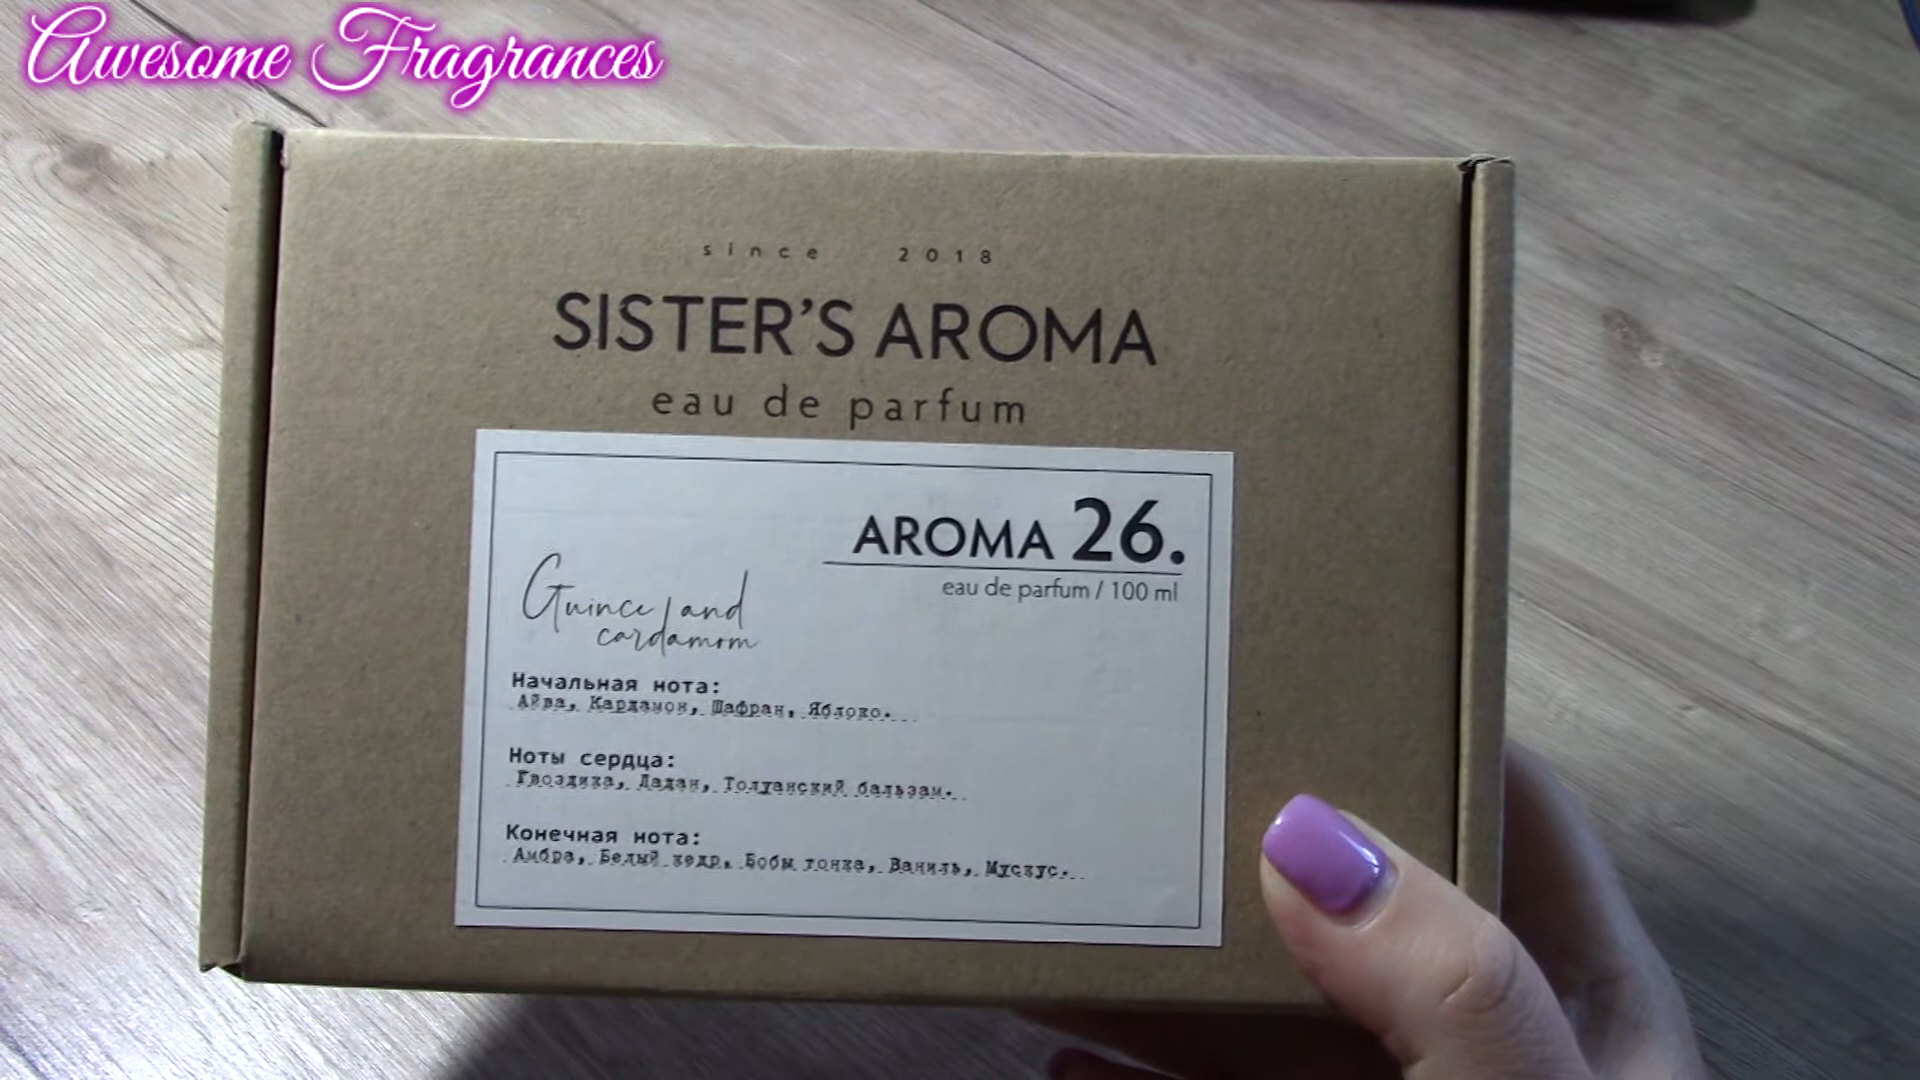 Awesome Fragrances
since 2018
SISTER'S AROMA
eau de parfum
AROMA 26.
eau de parfum / 100 ml
Guince and
cardamom
Начальная нота:
Айва, Кардамон, Шафран, Яблоко.
Ноты сердца:
Гвоздика, Ладан, Толуанский бальзам.
Конечная нота:
Амбра, Белый кедр, Бобы тонка, Ваниль, Мускус.